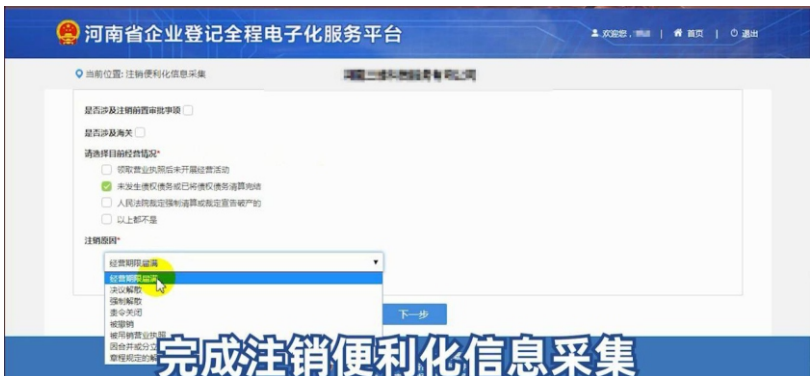 河南省企业登记全程电子化服务平台
欢迎您, | 首页 | 退出
当前位置: 注销便利化信息采集
是否涉及注销前置审批事项
是否涉及海关
请选择目前经营情况*
领取营业执照后未开展经营活动
未发生债权债务或已将债权债务清算完结
人民法院裁定强制清算或裁定宣告破产的
以上都不是
注销原因*
经营期限届满
经营期限届满
决议解散
强制解散
责令关闭
被撤销
被吊销营业执照
因合并或分立
章程规定的解
下一步
完成注销便利化信息采集